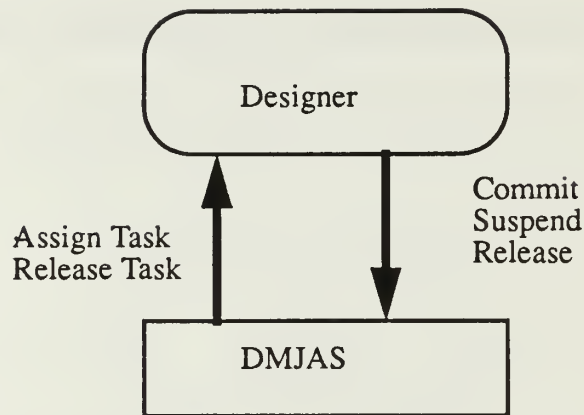 Designer
Assign Task
Release Task
Commit
Suspend
Release
DMJAS